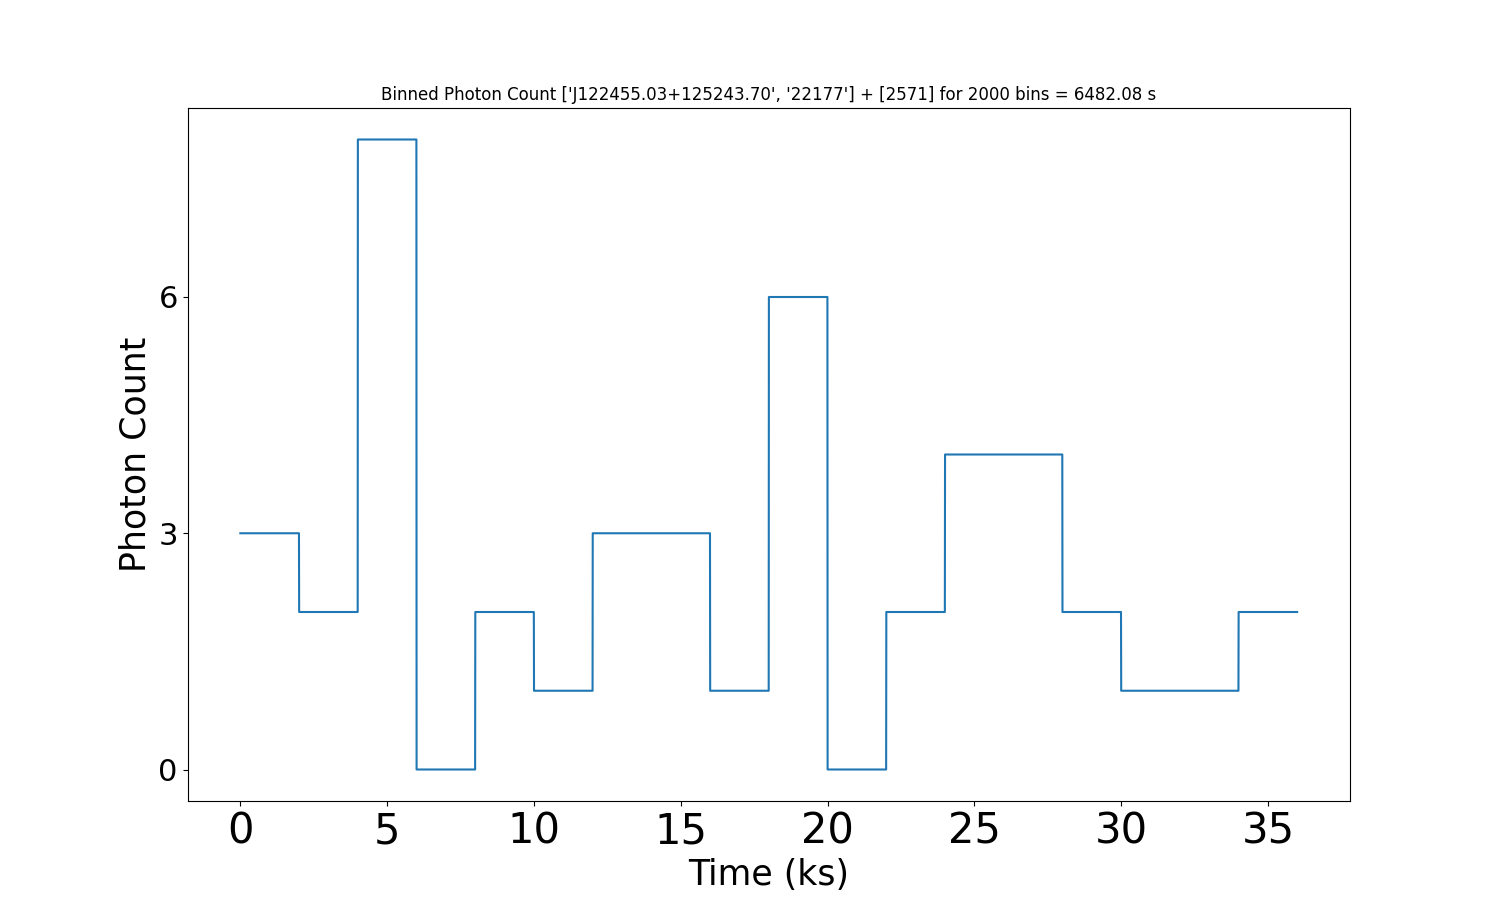 Binned Photon Count ['J122455.03+125243.70', '22177'] + [2571] for 2000 bins = 6482.08 s
6
3
0
Photon Count
0 5 10 15 20 25 30 35
Time (ks)